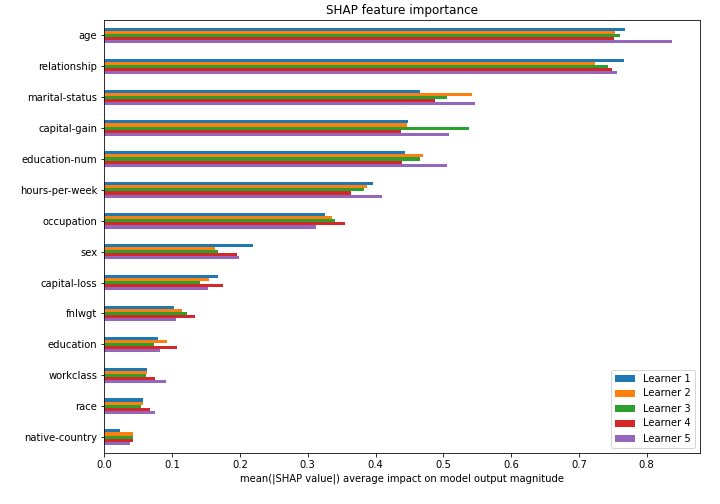 SHAP feature importance
age
relationship
marital-status
capital-gain
education-num
hours-per-week
occupation
sex
capital-loss
fnlwgt
education
workclass
race
native-country
Learner 1
Learner 2
Learner 3
Learner 4
Learner 5
0.0 0.1 0.2 0.3 0.4 0.5 0.6 0.7 0.8
mean(|SHAP value|) average impact on model output magnitude